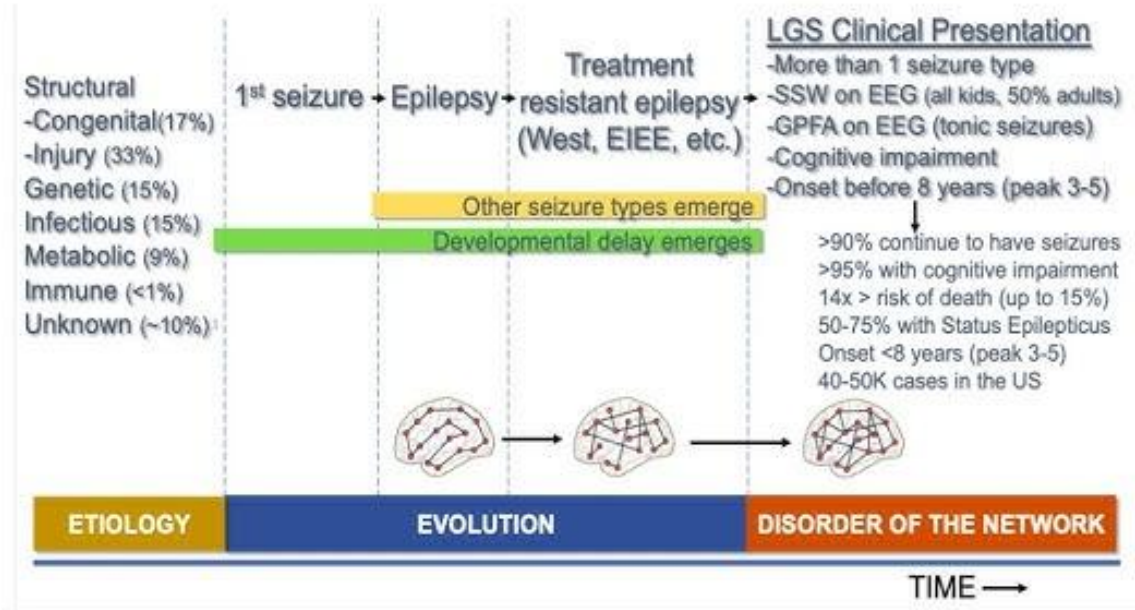 Structural
-Congenital(17%)
-Injury (33%)
Genetic (15%)
Infectious (15%)
Metabolic (9%)
Immune (<1%)
Unknown (~10%)
1st seizure
Epilepsy
Treatment
resistant epilepsy
(West, EIEE, etc.)
LGS Clinical Presentation
-More than 1 seizure type
-SSW on EEG (all kids, 50% adults)
-GPFA on EEG (tonic seizures)
-Cognitive impairment
-Onset before 8 years (peak 3-5)
Other seizure types emerge
Developmental delay emerges
>90% continue to have seizures
>95% with cognitive impairment
14x > risk of death (up to 15%)
50-75% with Status Epilepticus
Onset <8 years (peak 3-5)
40-50K cases in the US
ETIOLOGY
EVOLUTION
DISORDER OF THE NETWORK
TIME